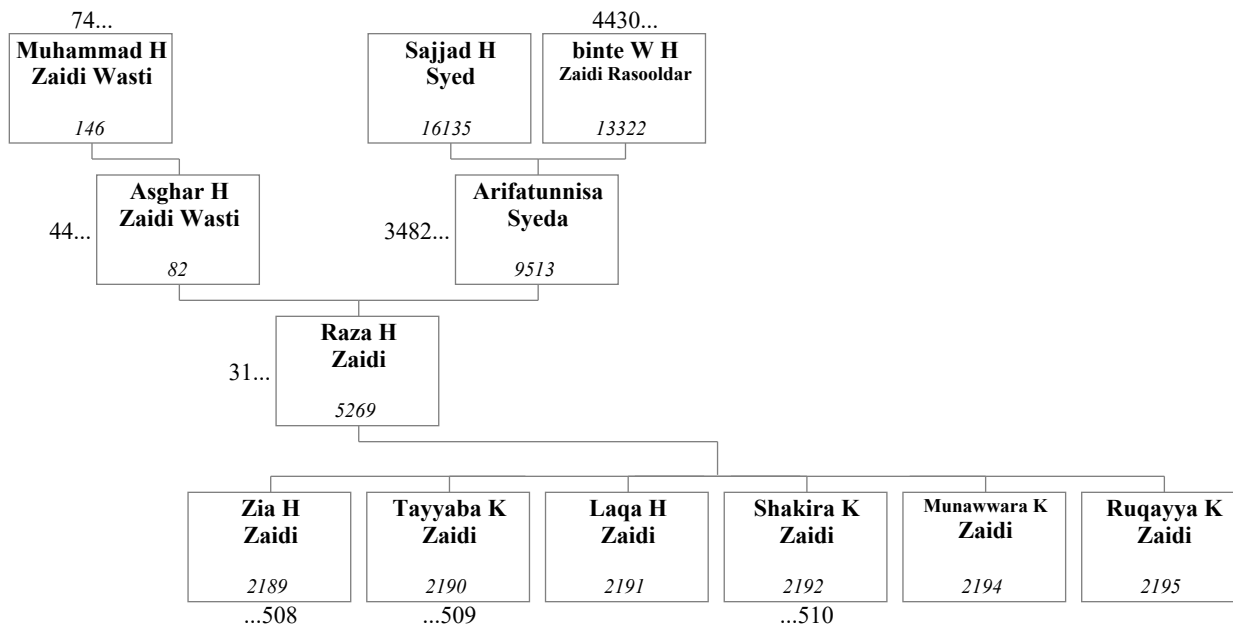 74...
Muhammad H
Zaidi Wasti
146
Sajjad H
Syed
16135
4430...
binte W H
Zaidi Rasooldar
13322
44...
Asghar H
Zaidi Wasti
82
3482...
Arifatunnisa
Syeda
9513
31...
Raza H
Zaidi
5269
Zia H
Zaidi
2189
...508
Tayyaba K
Zaidi
2190
...509
Laqa H
Zaidi
2191
Shakira K
Zaidi
2192
...510
Munawwara K
Zaidi
2194
Ruqayya K
Zaidi
2195